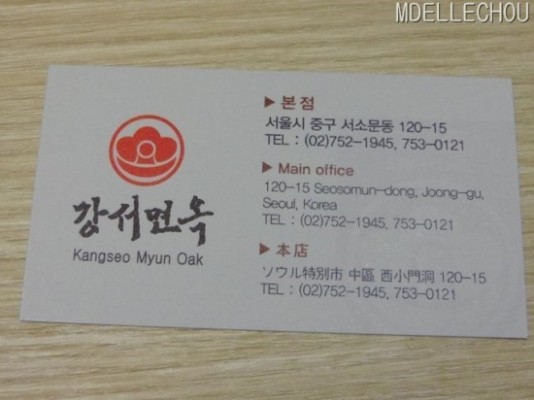 MDELLECHOU
강서면옥
Kangseo Myun Oak
▶ 본점
서울시 중구 서소문동 120-15
TEL : (02)752-1945, 753-0121
▶ Main office
120-15 Seosomun-dong, Joong-gu,
Seoul, Korea
TEL : (02)752-1945, 753-0121
▶ 本店
ソウル特別市 中區 西小門洞 120-15
TEL : (02)752-1945, 753-0121